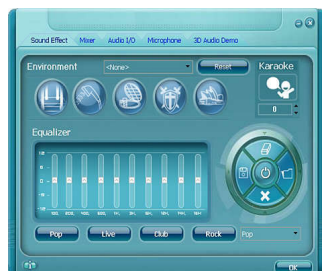 Sound Effect Mixer Audio I/O Microphone 3D Audio Demo
Environment <None> Reset Karaoke
0
Equalizer
Pop Live Club Rock Pop
OK